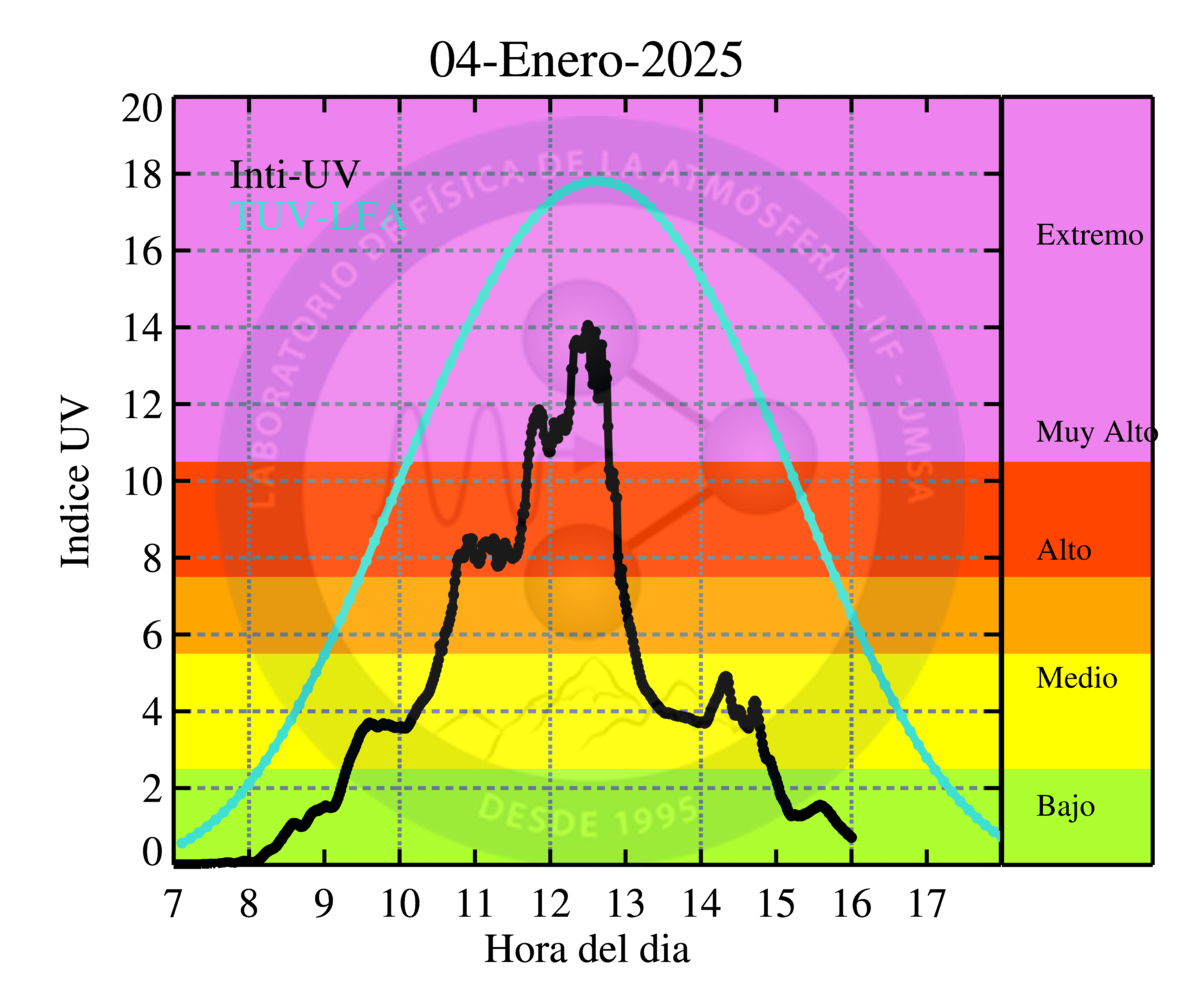 04-Enero-2025
20
18
16
14
12
10
8
6
4
2
0
Indice UV
Inti-UV
TUV-LFA
LABORATORIO DE FÍSICA DE LA ATMÓSFERA - IIF - UMSA
DESDE 1995
Extremo
Muy Alto
Alto
Medio
Bajo
7 8 9 10 11 12 13 14 15 16 17
Hora del dia